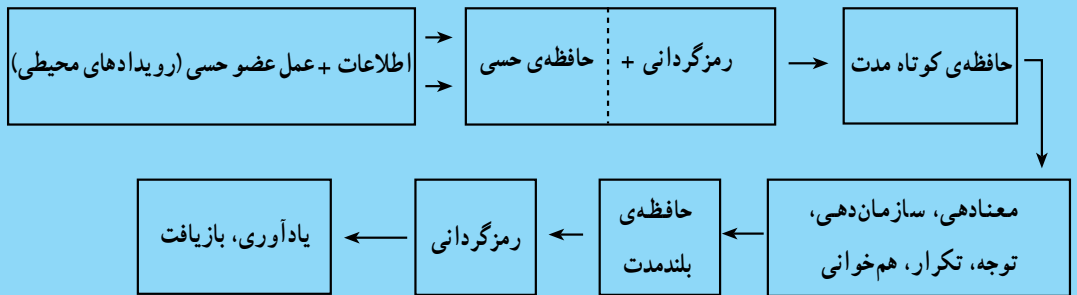 اطلاعات + عمل عضو حسی (رویدادهای محیطی)
حافظه‌ی حسی
+ رمزگردانی
حافظه‌ی کوتاه مدت
معنادهی، سازمان‌دهی،
توجه، تکرار، هم‌خوانی
حافظه‌ی
بلندمدت
رمزگردانی
یادآوری، بازیافت